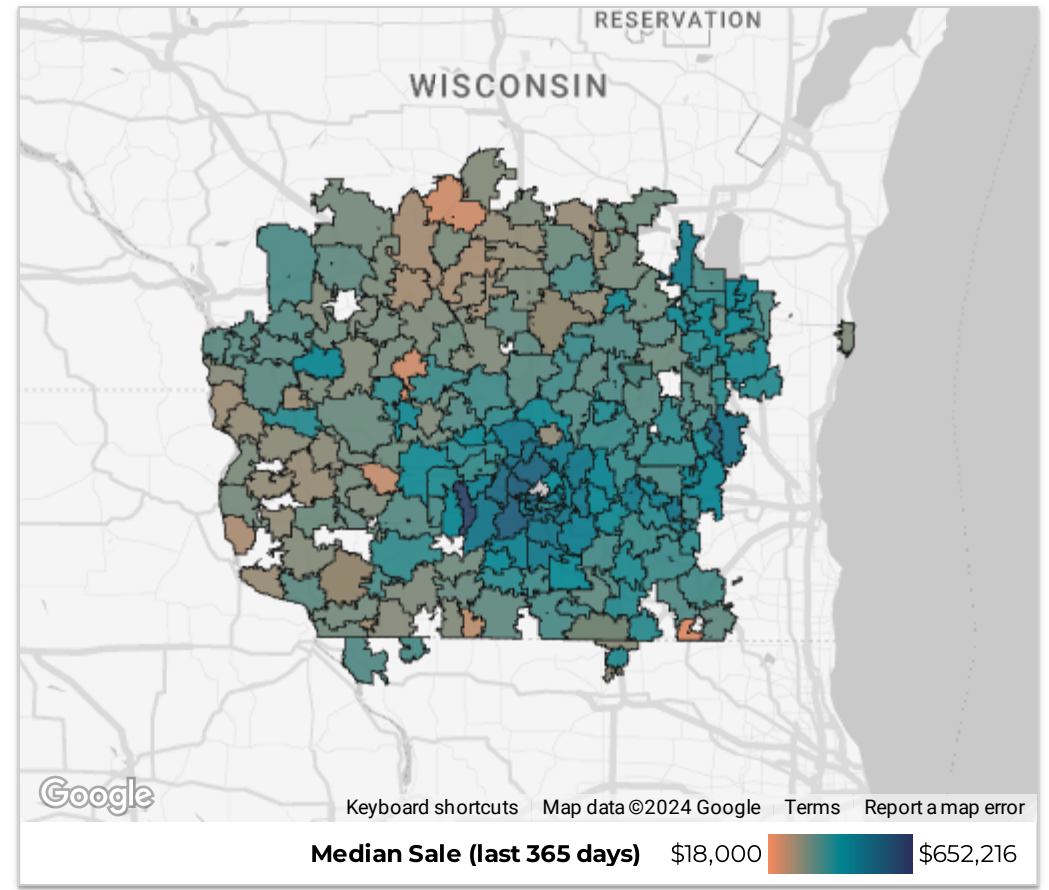 RESERVATION
WISCONSIN
Google
Keyboard shortcuts Map data ©2024 Google Terms Report a map error
Median Sale (last 365 days) $18,000 $652,216